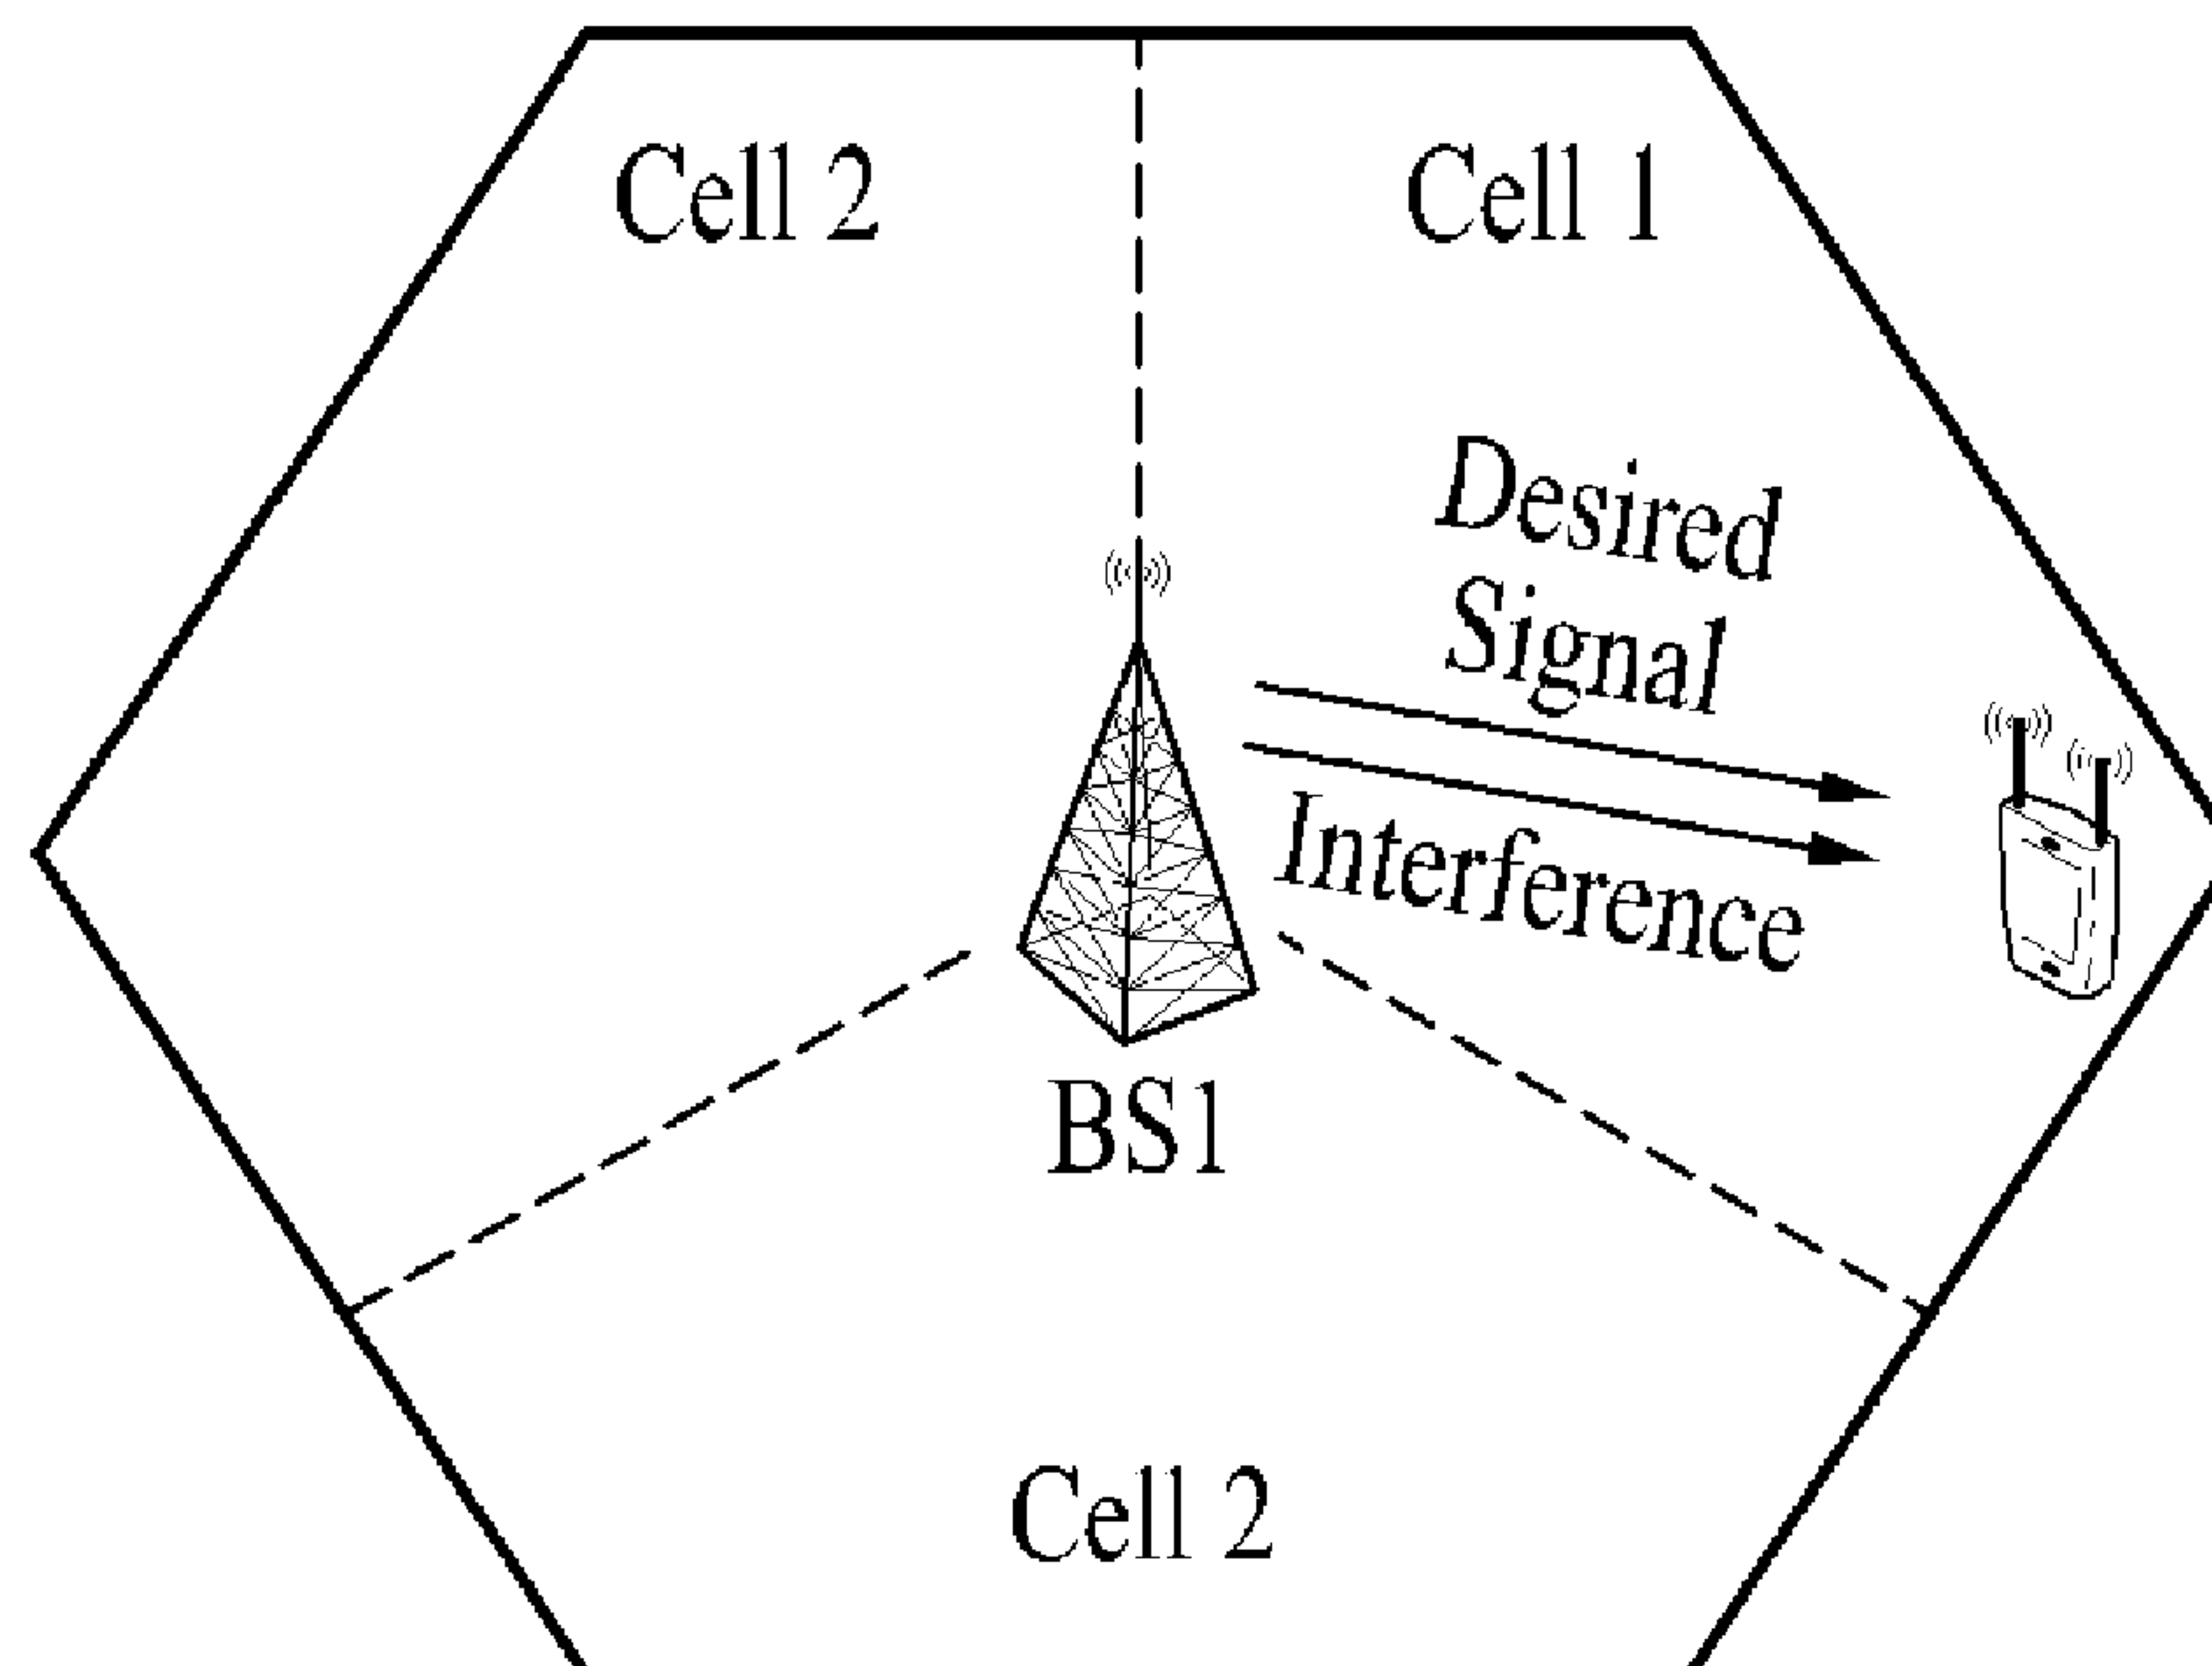 Cell 2
Cell 1
Desired
Signal
Interference
BS1
Cell 2